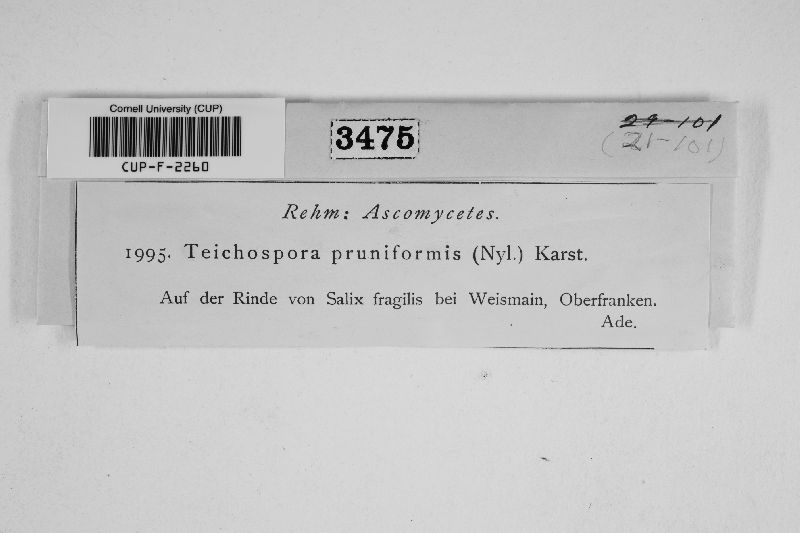 Cornell University (CUP)
CUP-F-2260
3475
29-101
(21-101)
Rehm: Ascomycetes.
1995. Teichospora pruniformis (Nyl.) Karst.
Auf der Rinde von Salix fragilis bei Weismain, Oberfranken.
Ade.